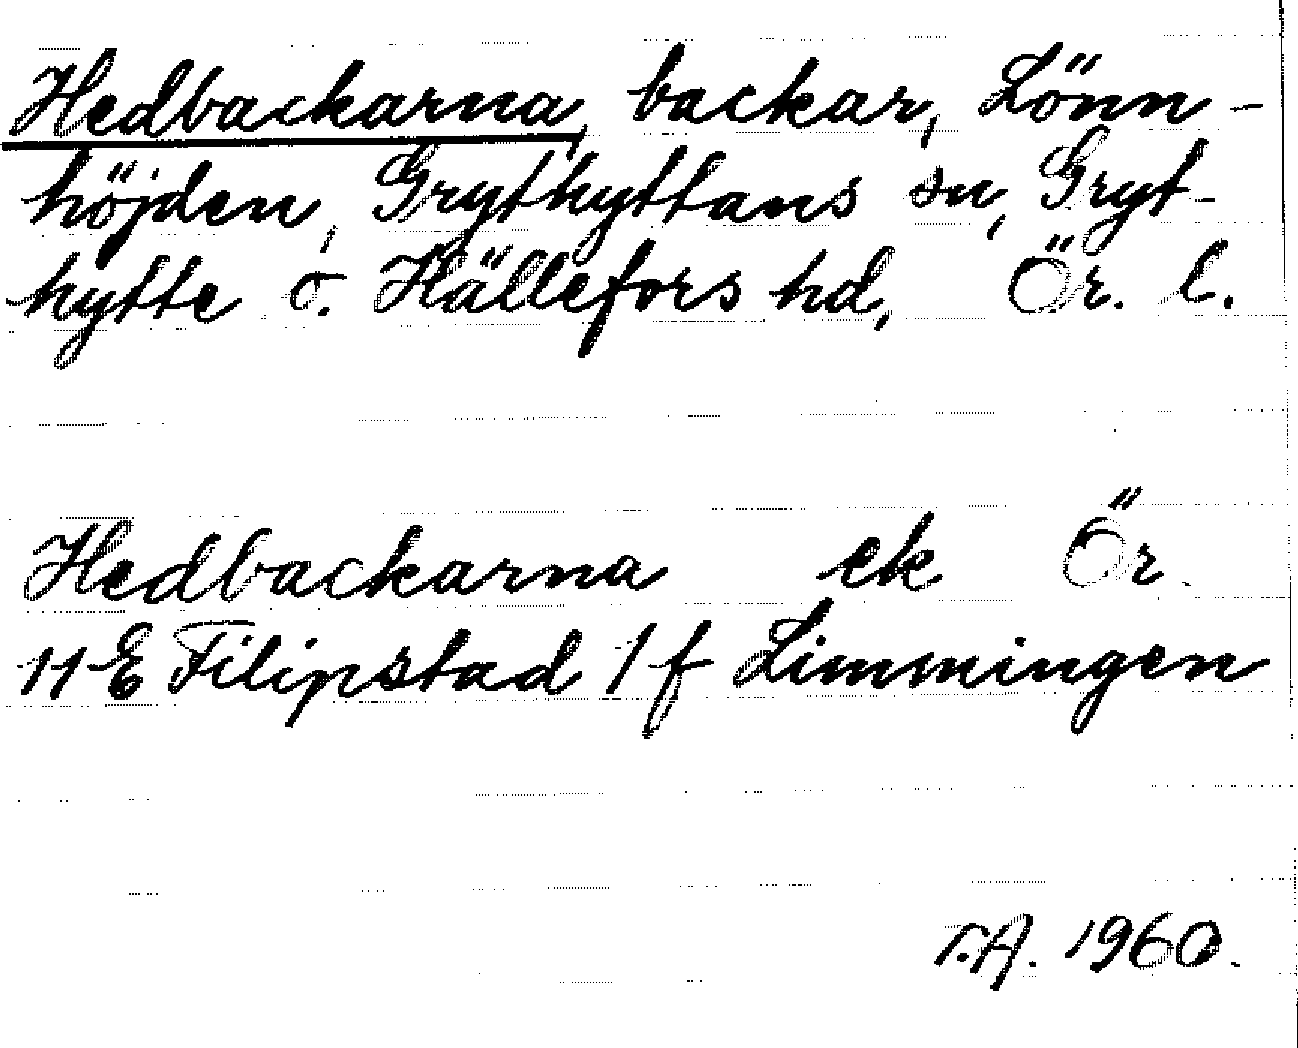 Hedbackarna, backar, Lönn-
höjden, Grythyttans sn, Gryt-
hytte o. Hällefors hd, Ör. l.
Hedbackarna ek Ör.
11 E Filipstad 1 f Limmingen
T.A. 1960.